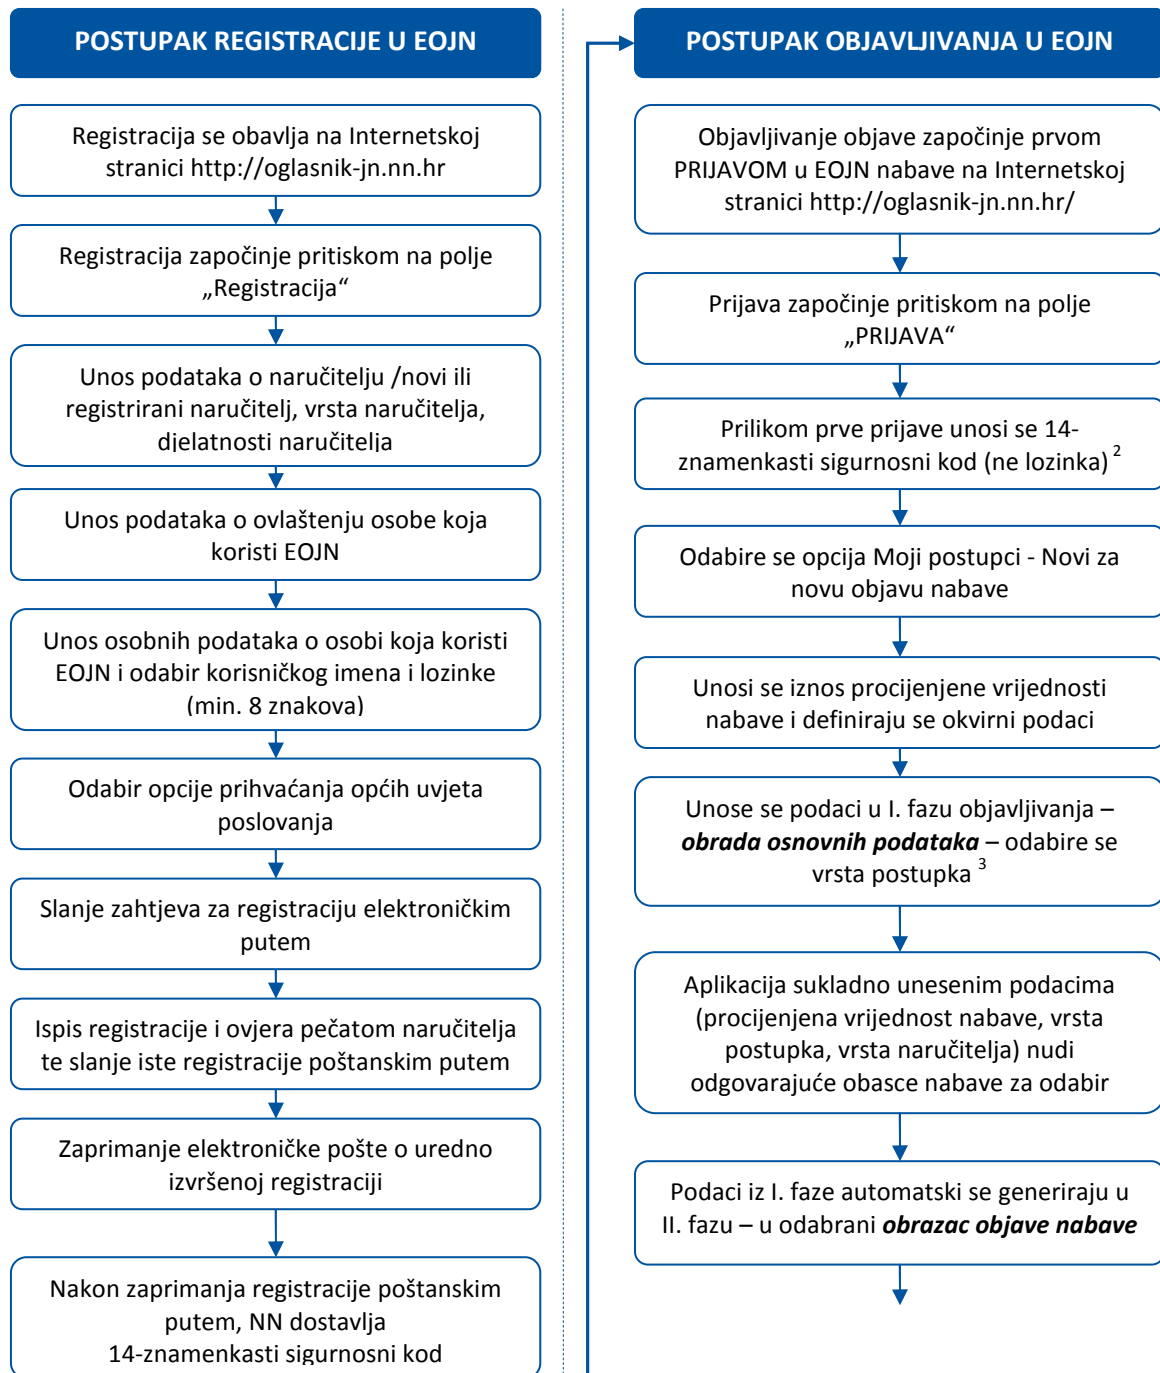 POSTUPAK REGISTRACIJE U EOJN
Registracija se obavlja na Internetskoj
stranici http://oglasnik-jn.nn.hr
Registracija započinje pritiskom na polje
„Registracija“
Unos podataka o naručitelju /novi ili
registrirani naručitelj, vrsta naručitelja,
djelatnosti naručitelja
Unos podataka o ovlaštenju osobe koja
koristi EOJN
Unos osobnih podataka o osobi koja koristi
EOJN i odabir korisničkog imena i lozinke
(min. 8 znakova)
Odabir opcije prihvaćanja općih uvjeta
poslovanja
Slanje zahtjeva za registraciju elektroničkim
putem
Ispis registracije i ovjera pečatom naručitelja
te slanje iste registracije poštanskim putem
Zaprimanje elektroničke pošte o uredno
izvršenoj registraciji
Nakon zaprimanja registracije poštanskim
putem, NN dostavlja
14-znamenkasti sigurnosni kod
POSTUPAK OBJAVLJIVANJA U EOJN
Objavljivanje objave započinje prvom
PRIJAVOM u EOJN nabave na Internetskoj
stranici http://oglasnik-jn.nn.hr/
Prijava započinje pritiskom na polje
„PRIJAVA“
Prilikom prve prijave unosi se 14-
znamenkasti sigurnosni kod (ne lozinka) 2
Odabire se opcija Moji postupci - Novi za
novu objavu nabave
Unosi se iznos procijenjene vrijednosti
nabave i definiraju se okvirni podaci
Unose se podaci u I. fazu objavljivanja –
obrada osnovnih podataka – odabire se
vrsta postupka 3
Aplikacija sukladno unesenim podacima
(procijenjena vrijednost nabave, vrsta
postupka, vrsta naručitelja) nudi
odgovarajuće obasce nabave za odabir
Podaci iz I. faze automatski se generiraju u
II. fazu – u odabrani obrazac objave nabave